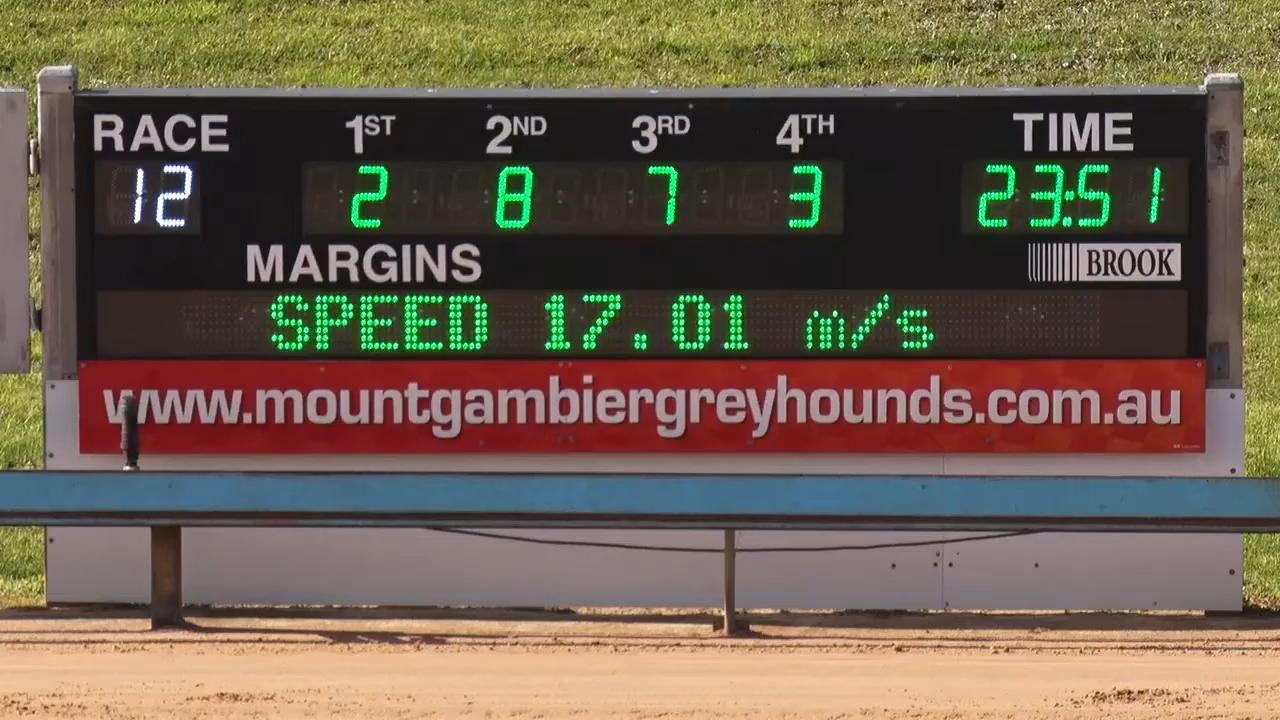 RACE 1ST 2ND 3RD 4TH TIME
12 2 8 7 3 23:51 1
MARGINS BROOK
SPEED 17.01 m/s
www.mountgambiergreyhounds.com.au